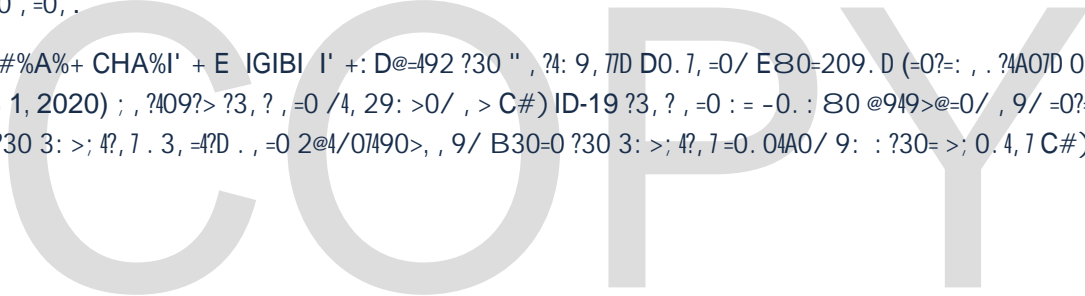 0 , =0, .
#%A%+ CHA%I' + E IGIBI I' +: D@=492 ?30 " , ?4: 9, 77D D0. 7, =0/ E80=209. D (=0?=: , . ?4A07D 0
1, 2020) ; , ?409?> ?3, ? , =0 /4, 29: >0/ , > C#) ID-19 ?3, ? , =0 : = -0. : 80 @949>@=0/ , 9/ =0?=
?30 3: >; 4?, 7 . 3, =4?D . , =0 2@4/07490>, , 9/ B30=0 ?30 3: >; 4?, 7 =0. 04A0/ 9: : ?30= >; 0. 4, 7 C#)
COPY